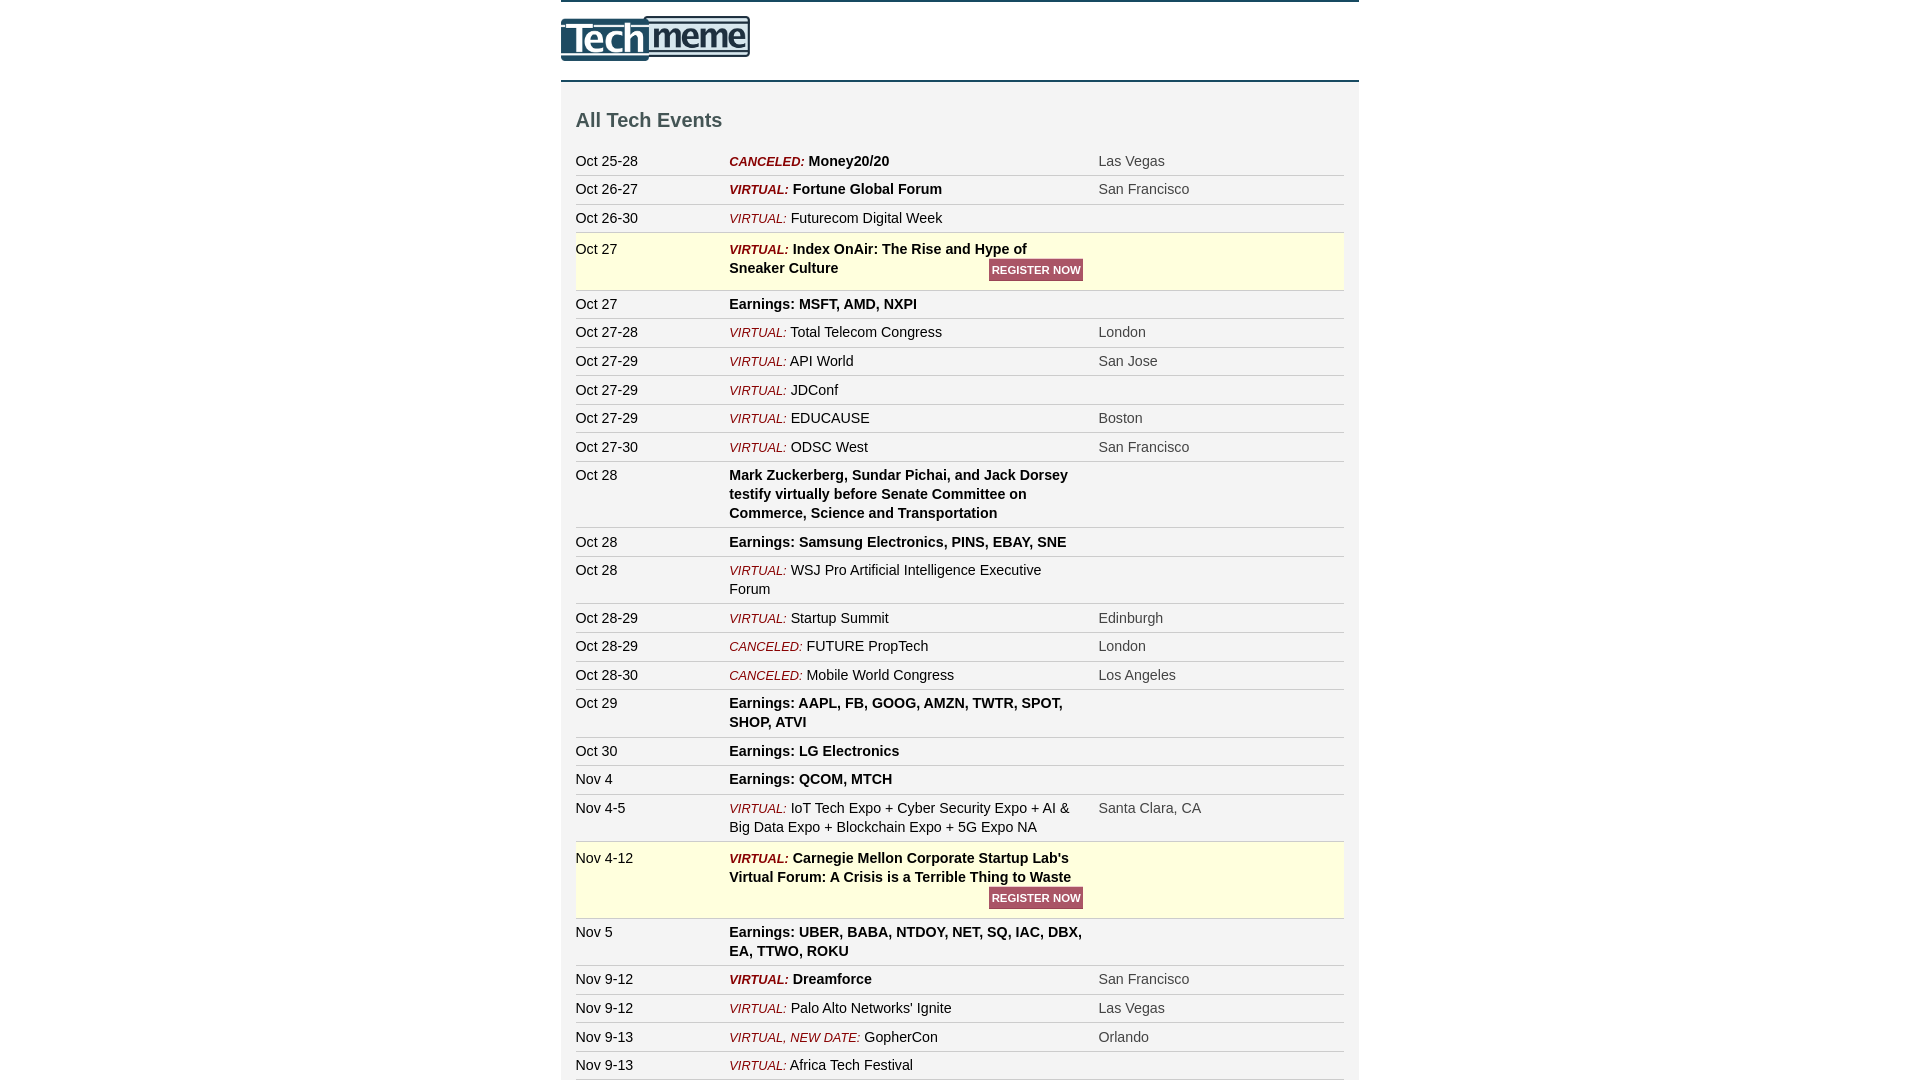 Techmeme
All Tech Events
Oct 25-28 CANCELED: Money20/20 Las Vegas
Oct 26-27 VIRTUAL: Fortune Global Forum San Francisco
Oct 26-30 VIRTUAL: Futurecom Digital Week
Oct 27 VIRTUAL: Index OnAir: The Rise and Hype of
Sneaker Culture REGISTER NOW
Oct 27 Earnings: MSFT, AMD, NXPI
Oct 27-28 VIRTUAL: Total Telecom Congress London
Oct 27-29 VIRTUAL: API World San Jose
Oct 27-29 VIRTUAL: JDConf
Oct 27-29 VIRTUAL: EDUCAUSE Boston
Oct 27-30 VIRTUAL: ODSC West San Francisco
Oct 28 Mark Zuckerberg, Sundar Pichai, and Jack Dorsey
testify virtually before Senate Committee on
Commerce, Science and Transportation
Oct 28 Earnings: Samsung Electronics, PINS, EBAY, SNE
Oct 28 VIRTUAL: WSJ Pro Artificial Intelligence Executive
Forum
Oct 28-29 VIRTUAL: Startup Summit Edinburgh
Oct 28-29 CANCELED: FUTURE PropTech London
Oct 28-30 CANCELED: Mobile World Congress Los Angeles
Oct 29 Earnings: AAPL, FB, GOOG, AMZN, TWTR, SPOT,
SHOP, ATVI
Oct 30 Earnings: LG Electronics
Nov 4 Earnings: QCOM, MTCH
Nov 4-5 VIRTUAL: IoT Tech Expo + Cyber Security Expo + AI & Santa Clara, CA
Big Data Expo + Blockchain Expo + 5G Expo NA
Nov 4-12 VIRTUAL: Carnegie Mellon Corporate Startup Lab's
Virtual Forum: A Crisis is a Terrible Thing to Waste
REGISTER NOW
Nov 5 Earnings: UBER, BABA, NTDOY, NET, SQ, IAC, DBX,
EA, TTWO, ROKU
Nov 9-12 VIRTUAL: Dreamforce San Francisco
Nov 9-12 VIRTUAL: Palo Alto Networks' Ignite Las Vegas
Nov 9-13 VIRTUAL, NEW DATE: GopherCon Orlando
Nov 9-13 VIRTUAL: Africa Tech Festival